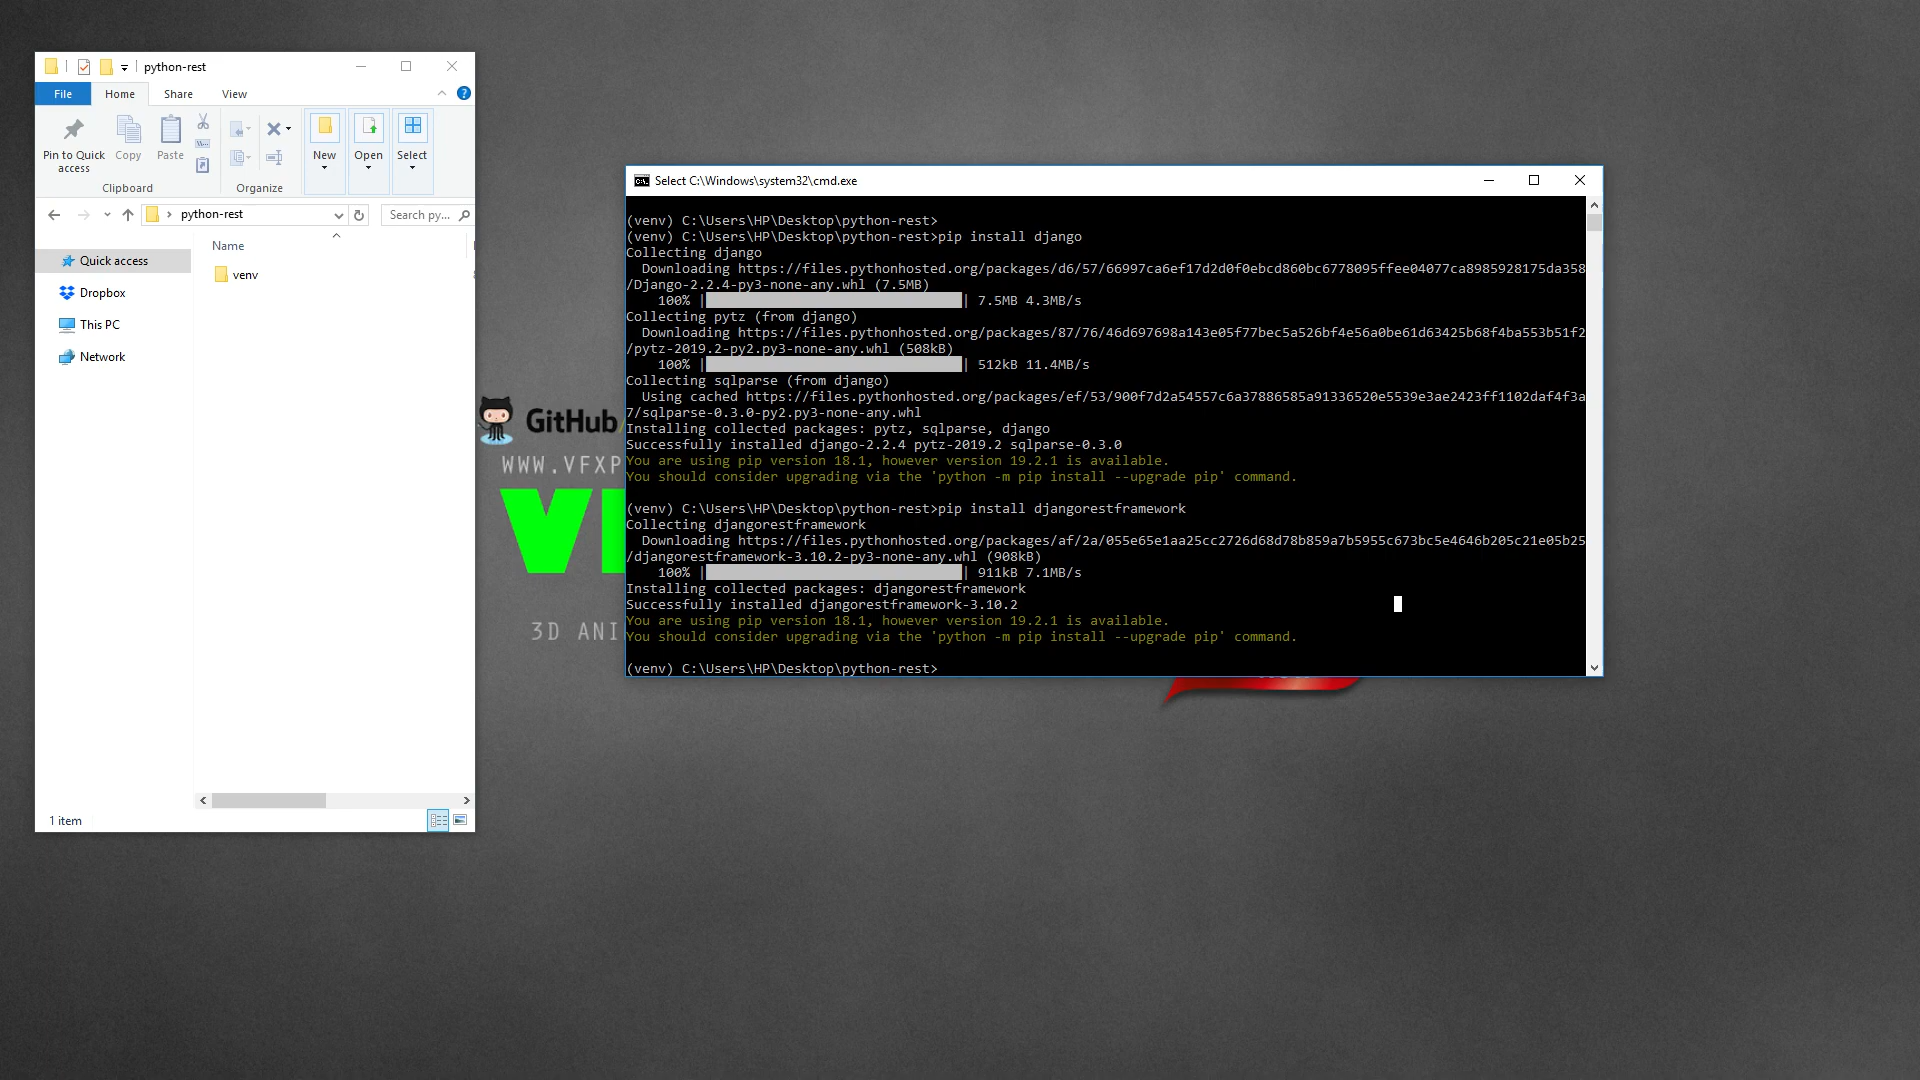 python-rest
File Home Share View
Pin to Quick access
Copy
Paste
New
Open
Select
Clipboard
Organize
python-rest
Search py...
Name
Quick access
venv
Dropbox
This PC
Network
1 item
GitHub
WWW.VFXP
3D ANI
Select C:\Windows\system32\cmd.exe
(venv) C:\Users\HP\Desktop\python-rest>
(venv) C:\Users\HP\Desktop\python-rest>pip install django
Collecting django
Downloading https://files.pythonhosted.org/packages/d6/57/66997ca6ef17d2d0f0ebcd860bc6778095ffee04077ca8985928175da358
/Django-2.2.4-py3-none-any.whl (7.5MB)
100% || 7.5MB 4.3MB/s
Collecting pytz (from django)
Downloading https://files.pythonhosted.org/packages/87/76/46d697698a143e05f77bec5a526bf4e56a0be61d63425b68f4ba553b51f2
/pytz-2019.2-py2.py3-none-any.whl (508kB)
100% || 512kB 11.4MB/s
Collecting sqlparse (from django)
Using cached https://files.pythonhosted.org/packages/ef/53/900f7d2a54557c6a37886585a91336520e5539e3ae2423ff1102daf4f3a
7/sqlparse-0.3.0-py2.py3-none-any.whl
Installing collected packages: pytz, sqlparse, django
Successfully installed django-2.2.4 pytz-2019.2 sqlparse-0.3.0
You are using pip version 18.1, however version 19.2.1 is available.
You should consider upgrading via the 'python -m pip install --upgrade pip' command.
(venv) C:\Users\HP\Desktop\python-rest>pip install djangorestframework
Collecting djangorestframework
Downloading https://files.pythonhosted.org/packages/af/2a/055e65e1aa25cc2726d68d78b859a7b5955c673bc5e4646b205c21e05b25
/djangorestframework-3.10.2-py3-none-any.whl (908kB)
100% || 911kB 7.1MB/s
Installing collected packages: djangorestframework
Successfully installed djangorestframework-3.10.2
You are using pip version 18.1, however version 19.2.1 is available.
You should consider upgrading via the 'python -m pip install --upgrade pip' command.
(venv) C:\Users\HP\Desktop\python-rest>